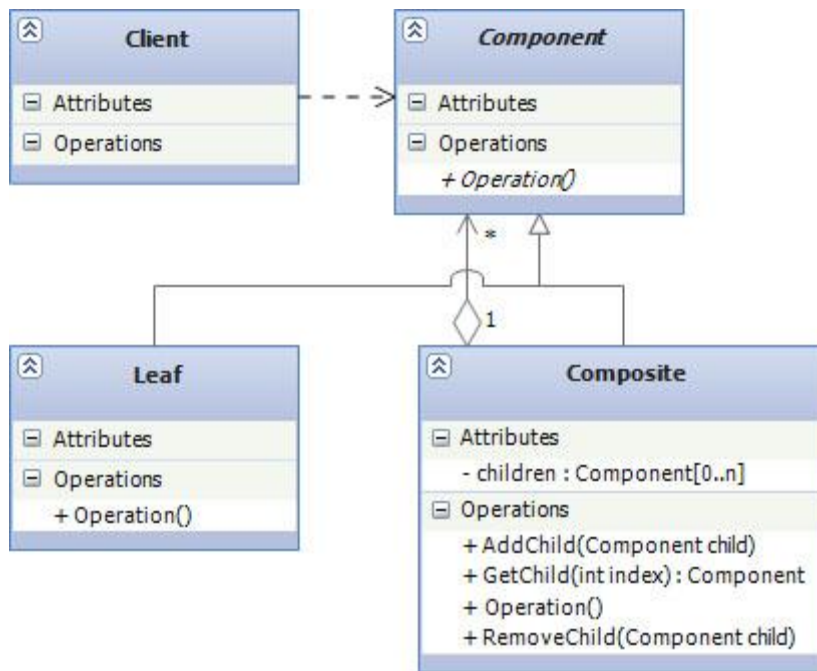 Client
Attributes
Operations
Component
Attributes
Operations
+ Operation()
*
1
Leaf
Attributes
Operations
+ Operation()
Composite
Attributes
- children : Component[0..n]
Operations
+ AddChild(Component child)
+ GetChild(int index) : Component
+ Operation()
+ RemoveChild(Component child)